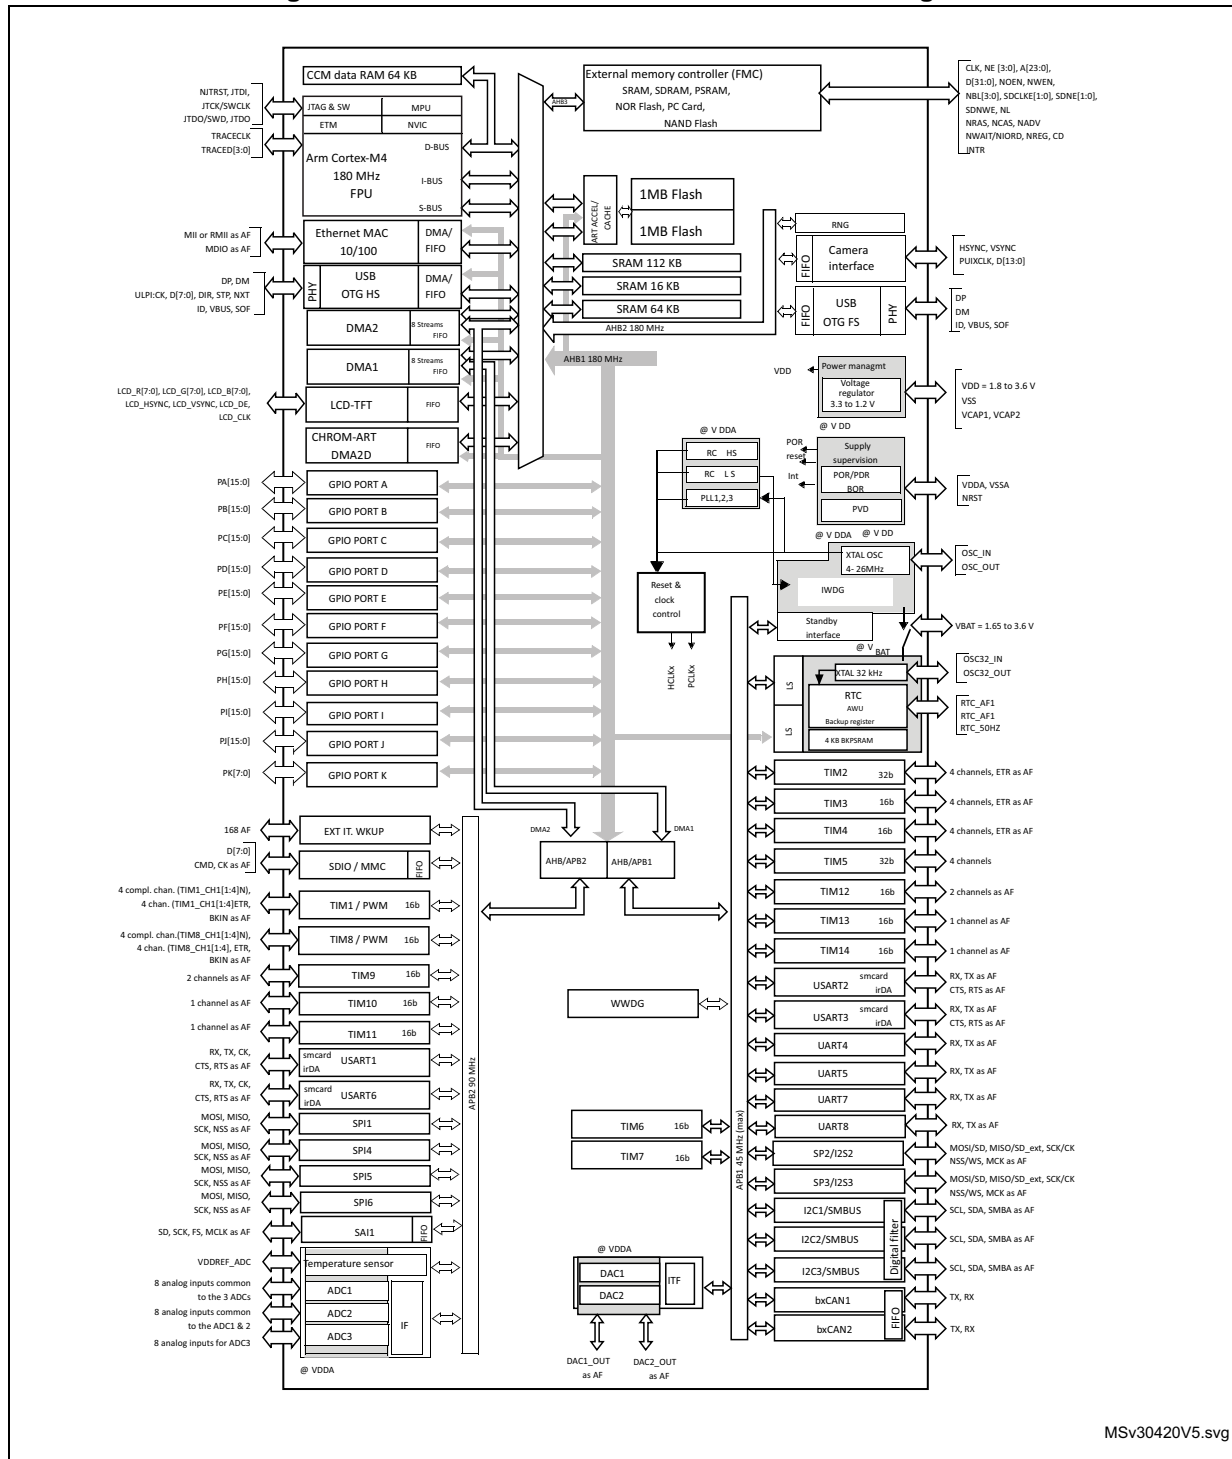 CCM data RAM 64 KB
External memory controller (FMC)
SRAM, SDRAM, PSRAM,
NOR Flash, PC Card,
NAND Flash
AHB3
CLK, NE [3:0], A[23:0],
D[31:0], NOEN, NWEN,
NBL[3:0], SDCLKE[1:0], SDNE[1:0],
SDNWE, NL
NRAS, NCAS, NADV
NWAIT/NIORD, NREG, CD
INTR
NJTRST, JTDI,
JTCK/SWCLK
JTDO/SWD, JTDO
TRACECLK
TRACED[3:0]
JTAG & SW
MPU
ETM
NVIC
D-BUS
Arm Cortex-M4
180 MHz
FPU
I-BUS
S-BUS
ART ACCEL/
CACHE
1MB Flash
1MB Flash
SRAM 112 KB
SRAM 16 KB
SRAM 64 KB
AHB2 180 MHz
AHB1 180 MHz
MII or RMII as AF
MDIO as AF
Ethernet MAC
10/100
DMA/
FIFO
DP, DM
ULPI:CK, D[7:0], DIR, STP, NXT
ID, VBUS, SOF
PHY
USB
OTG HS
DMA/
FIFO
DMA2
8 Streams
FIFO
DMA1
8 Streams
FIFO
LCD_R[7:0], LCD_G[7:0], LCD_B[7:0],
LCD_HSYNC, LCD_VSYNC, LCD_DE,
LCD_CLK
LCD-TFT
FIFO
CHROM-ART
DMA2D
FIFO
RNG
FIFO
Camera
interface
HSYNC, VSYNC
PUIXCLK, D[13:0]
FIFO
USB
OTG FS
PHY
DP
DM
ID, VBUS, SOF
VDD
Power managmt
Voltage
regulator
3.3 to 1.2 V
VDD = 1.8 to 3.6 V
VSS
VCAP1, VCAP2
@ V DD
@ V DDA
RC HS
RC L S
PLL1,2,3
POR
reset
Int
Supply
supervision
POR/PDR
BOR
PVD
VDDA, VSSA
NRST
@ V DDA
@ V DD
XTAL OSC
4- 26MHz
OSC_IN
OSC_OUT
IWDG
Reset &
clock
control
HCLKx
PCLKx
Standby
interface
VBAT = 1.65 to 3.6 V
@ V BAT
LS
LS
XTAL 32 kHz
OSC32_IN
OSC32_OUT
RTC
AWU
Backup register
4 KB BKPSRAM
RTC_AF1
RTC_AF1
RTC_50HZ
PA[15:0]
GPIO PORT A
PB[15:0]
GPIO PORT B
PC[15:0]
GPIO PORT C
PD[15:0]
GPIO PORT D
PE[15:0]
GPIO PORT E
PF[15:0]
GPIO PORT F
PG[15:0]
GPIO PORT G
PH[15:0]
GPIO PORT H
PI[15:0]
GPIO PORT I
PJ[15:0]
GPIO PORT J
PK[7:0]
GPIO PORT K
DMA2
DMA1
AHB/APB2
AHB/APB1
168 AF
EXT IT. WKUP
D[7:0]
CMD, CK as AF
SDIO / MMC
FIFO
4 compl. chan. (TIM1_CH1[1:4]N),
4 chan. (TIM1_CH1[1:4]ETR,
BKIN as AF
TIM1 / PWM
16b
4 compl. chan.(TIM8_CH1[1:4]N),
4 chan. (TIM8_CH1[1:4], ETR,
BKIN as AF
TIM8 / PWM
16b
2 channels as AF
TIM9
16b
1 channel as AF
TIM10
16b
1 channel as AF
TIM11
16b
RX, TX, CK,
CTS, RTS as AF
smcard
irDA
USART1
RX, TX, CK,
CTS, RTS as AF
smcard
irDA
USART6
MOSI, MISO,
SCK, NSS as AF
SPI1
MOSI, MISO,
SCK, NSS as AF
SPI4
MOSI, MISO,
SCK, NSS as AF
SPI5
MOSI, MISO,
SCK, NSS as AF
SPI6
SD, SCK, FS, MCLK as AF
SAI1
FIFO
VDDREF_ADC
Temperature sensor
8 analog inputs common
to the 3 ADCs
ADC1
8 analog inputs common
to the ADC1 & 2
ADC2
8 analog inputs for ADC3
ADC3
IF
@ VDDA
APB2 90 MHz
WWDG
TIM6
16b
TIM7
16b
@ VDDA
DAC1
DAC2
ITF
DAC1_OUT
as AF
DAC2_OUT
as AF
APB1 45 MHz (max)
TIM2
32b
4 channels, ETR as AF
TIM3
16b
4 channels, ETR as AF
TIM4
16b
4 channels, ETR as AF
TIM5
32b
4 channels
TIM12
16b
2 channels as AF
TIM13
16b
1 channel as AF
TIM14
16b
1 channel as AF
USART2
smcard
irDA
RX, TX as AF
CTS, RTS as AF
USART3
smcard
irDA
RX, TX as AF
CTS, RTS as AF
UART4
RX, TX as AF
UART5
RX, TX as AF
UART7
RX, TX as AF
UART8
RX, TX as AF
SP2/I2S2
MOSI/SD, MISO/SD_ext, SCK/CK
NSS/WS, MCK as AF
SP3/I2S3
MOSI/SD, MISO/SD_ext, SCK/CK
NSS/WS, MCK as AF
I2C1/SMBUS
SCL, SDA, SMBA as AF
I2C2/SMBUS
SCL, SDA, SMBA as AF
I2C3/SMBUS
SCL, SDA, SMBA as AF
Digital filter
bxCAN1
TX, RX
bxCAN2
TX, RX
FIFO
MSv30420V5.svg